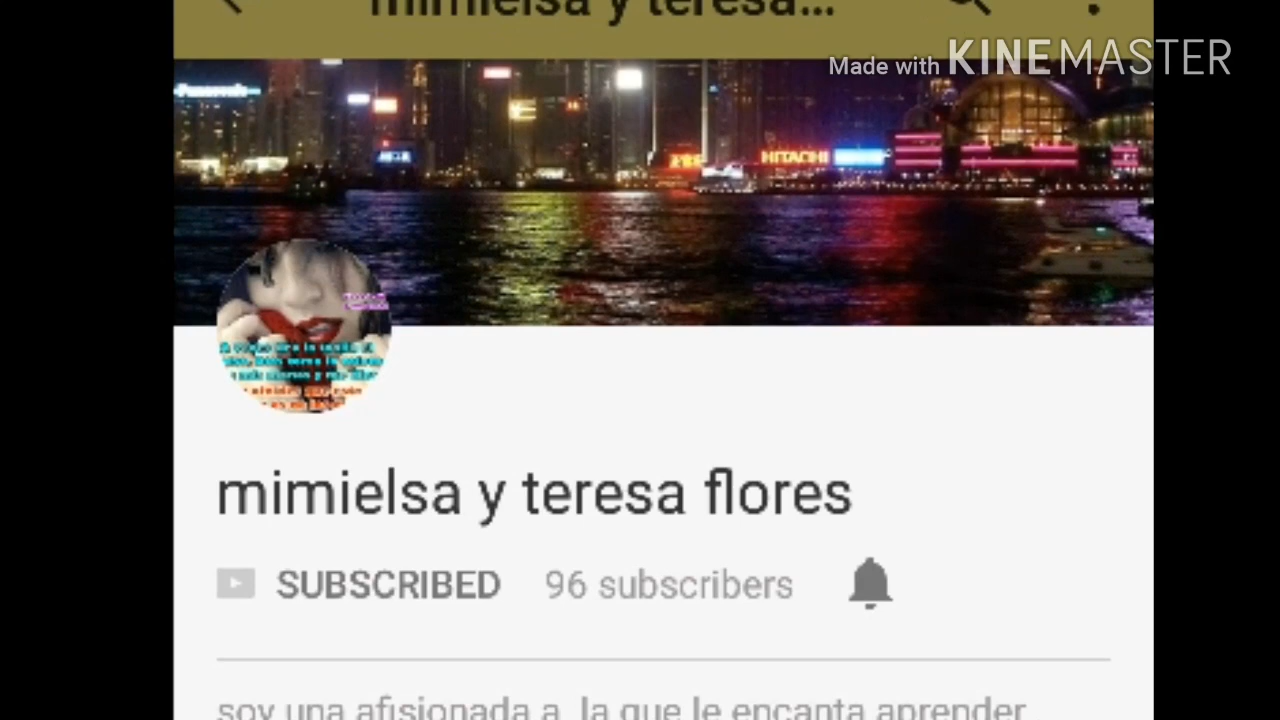 mimielsa y teresa...
Made with KINEMASTER
Panasonic
HITACHI
mimielsa y teresa flores
SUBSCRIBED 96 subscribers
soy una afisionada a la que le encanta aprender